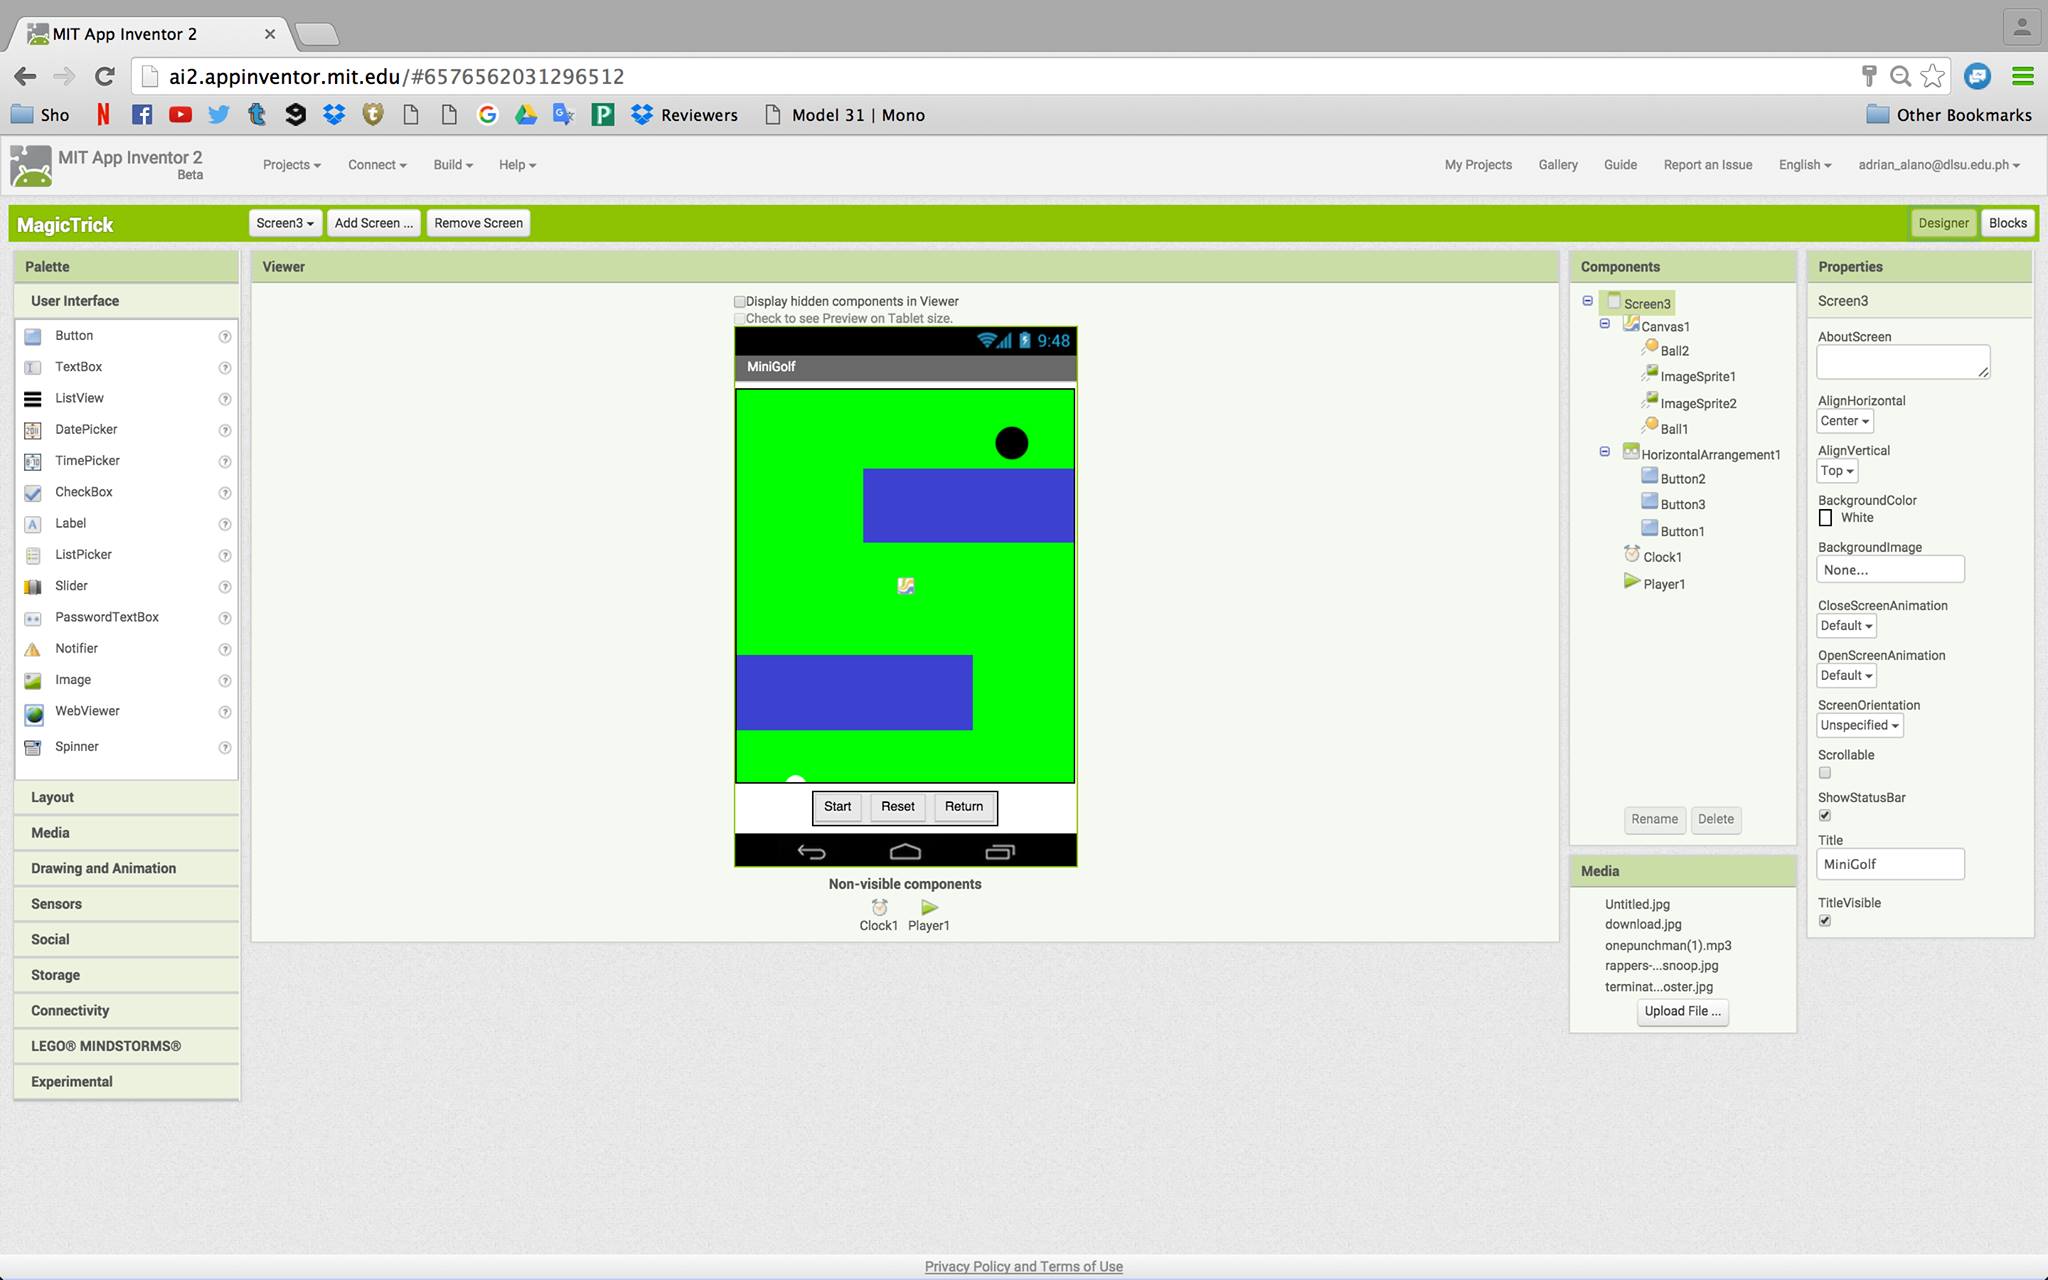 MIT App Inventor 2
ai2.appinventor.mit.edu/#6576562031296512
Sho
Reviewers
Model 31 | Mono
Other Bookmarks
MIT App Inventor 2
Beta
Projects
Connect
Build
Help
My Projects
Gallery
Guide
Report an Issue
English
adrian_alano@dlsu.edu.ph
MagicTrick
Screen3
Add Screen ...
Remove Screen
Designer
Blocks
Palette
User Interface
Button
TextBox
ListView
DatePicker
TimePicker
CheckBox
Label
ListPicker
Slider
PasswordTextBox
Notifier
Image
WebViewer
Spinner
Layout
Media
Drawing and Animation
Sensors
Social
Storage
Connectivity
LEGO® MINDSTORMS®
Experimental
Viewer
Display hidden components in Viewer
Check to see Preview on Tablet size.
9:48
MiniGolf
Start
Reset
Return
Non-visible components
Clock1
Player1
Components
Screen3
Canvas1
Ball2
ImageSprite1
ImageSprite2
Ball1
HorizontalArrangement1
Button2
Button3
Button1
Clock1
Player1
Rename
Delete
Media
Untitled.jpg
download.jpg
onepunchman(1).mp3
rappers-...snoop.jpg
terminat...oster.jpg
Upload File ...
Properties
Screen3
AboutScreen
AlignHorizontal
Center
AlignVertical
Top
BackgroundColor
White
BackgroundImage
None...
CloseScreenAnimation
Default
OpenScreenAnimation
Default
ScreenOrientation
Unspecified
Scrollable
ShowStatusBar
Title
MiniGolf
TitleVisible
Privacy Policy and Terms of Use